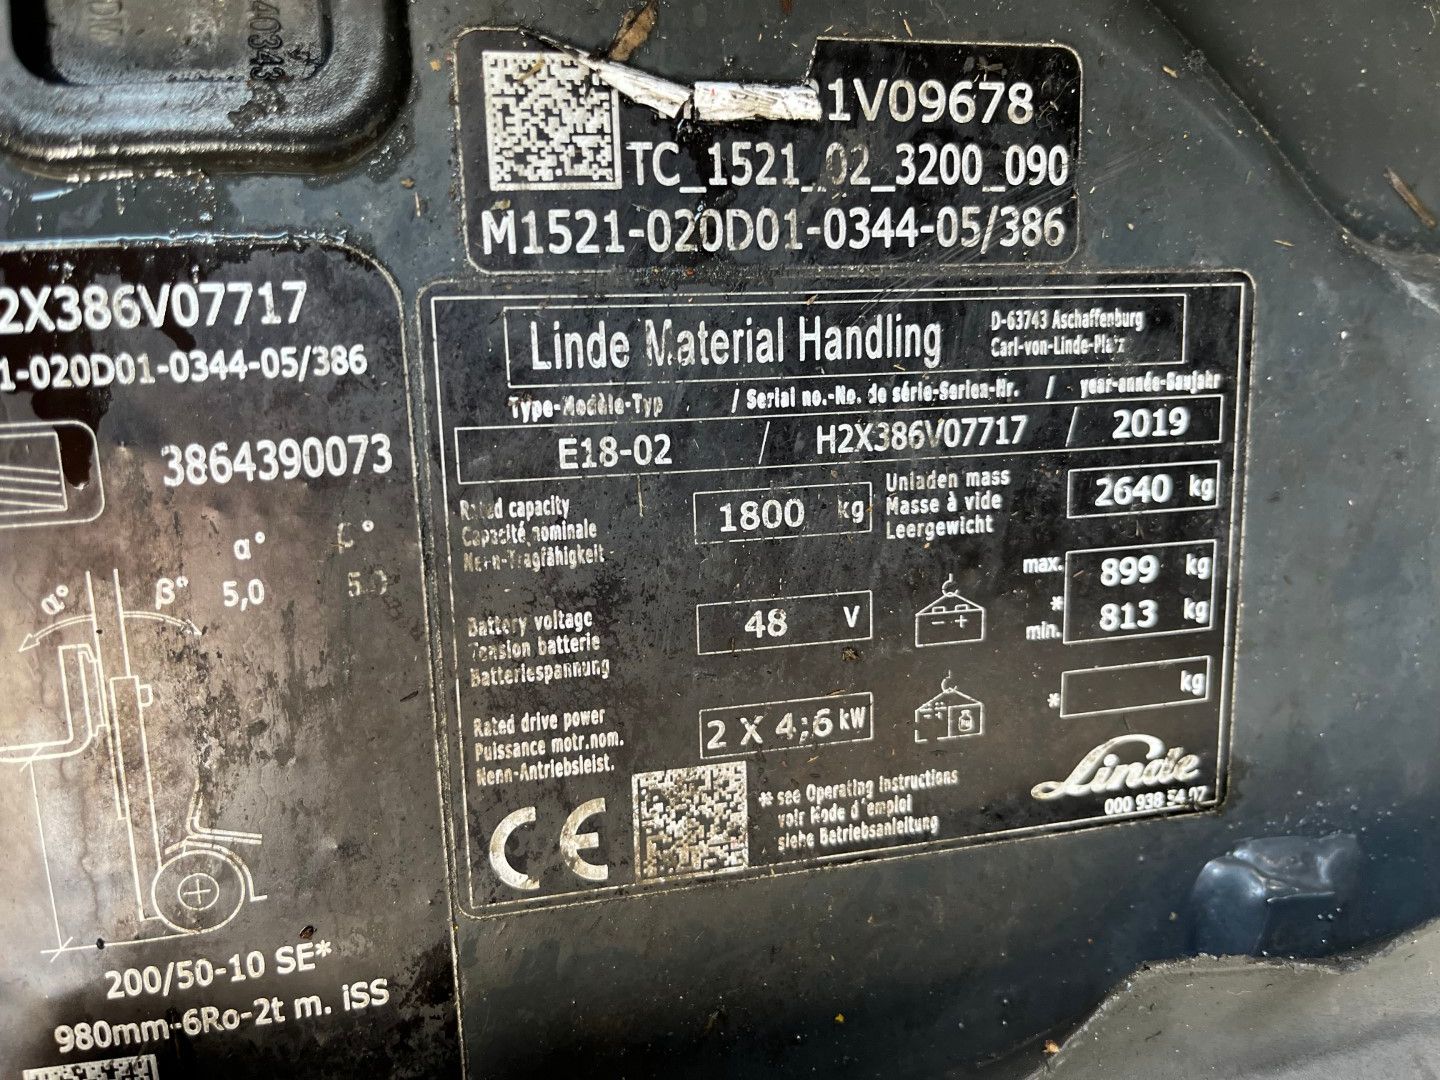 1V09678
TC_1521_02_3200_090
M1521-020D01-0344-05/386
2X386V07717
1-020D01-0344-05/386
3864390073
α°
α° β° 5,0 5,0
200/50-10 SE*
980mm-6Ro-2t m. iSS
Linde Material Handling
D-63743 Aschaffenburg
Carl-von-Linde-Platz
Type-Modèle-Typ / Serial no.-No. de série-Serien-Nr. / year-année-Baujahr
E18-02 / H2X386V07717 / 2019
Rated capacity
Capacité nominale
Nenn-Tragfähigkeit
1800 kg
Unladen mass
Masse à vide
Leergewicht
2640 kg
Battery voltage
Tension batterie
Batteriespannung
48 V
- +
max. 899 kg
*
min. 813 kg
Rated drive power
Puissance motr.nom.
Nenn-Antriebsleist.
2 X 4,6 kW
* kg
CE
* see Operating Instructions
voir Mode d'emploi
siehe Betriebsanleitung
Linde
000 938 54 07